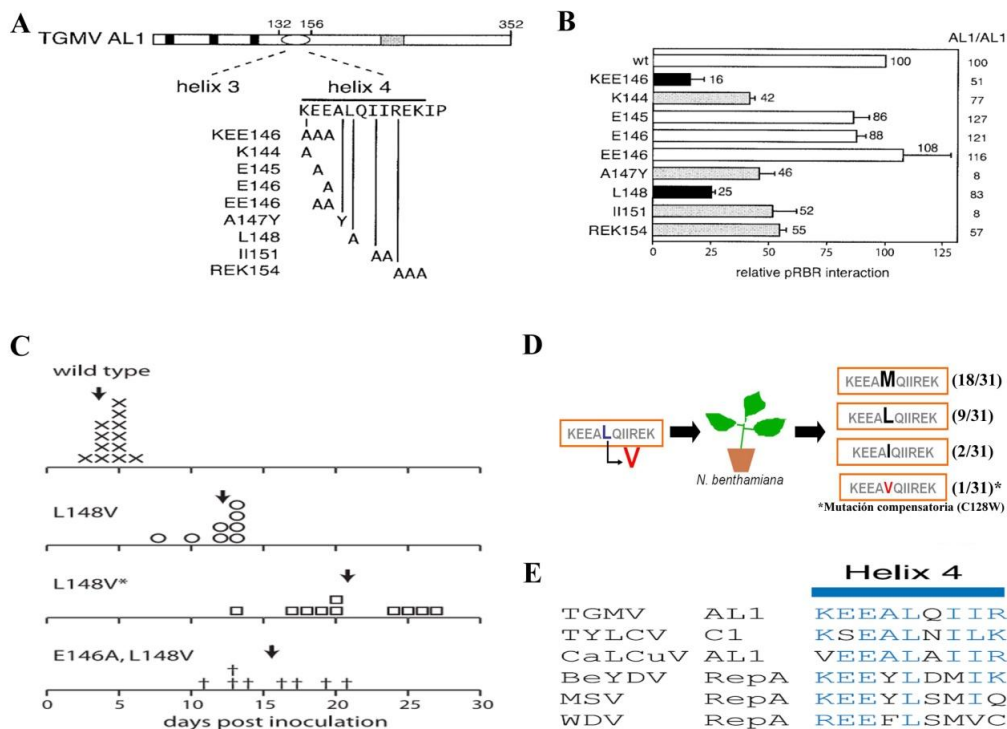 A
TGMV AL1
132 156
352
helix 3
helix 4
KEEALQIIREKIP
KEE146 AAA
K144 A
E145 A
E146 A
EE146 AA
A147Y Y
L148 A
II151 AA
REK154 AAA
B
AL1/AL1
wt 100 100
KEE146 16 51
K144 42 77
E145 86 127
E146 88 121
EE146 108 116
A147Y 46 8
L148 25 83
II151 52 8
REK154 55 57
0 25 50 75 100 125
relative pRBR interaction
C
wild type
L148V
L148V*
E146A, L148V
0 5 10 15 20 25 30
days post inoculation
D
KEEALQIIREK
V
N. benthamiana
KEEAMQIIREK (18/31)
KEEALQIIREK (9/31)
KEEAIQIIREK (2/31)
KEEAVQIIREK (1/31)*
*Mutación compensatoria (C128W)
E
Helix 4
TGMV AL1 KEEALQIIR
TYLCV C1 KSEALNILK
CaLCuV AL1 VEEALAIIR
BeYDV RepA KEEYLDMIK
MSV RepA KEEYLSMIQ
WDV RepA REEFLSMVC